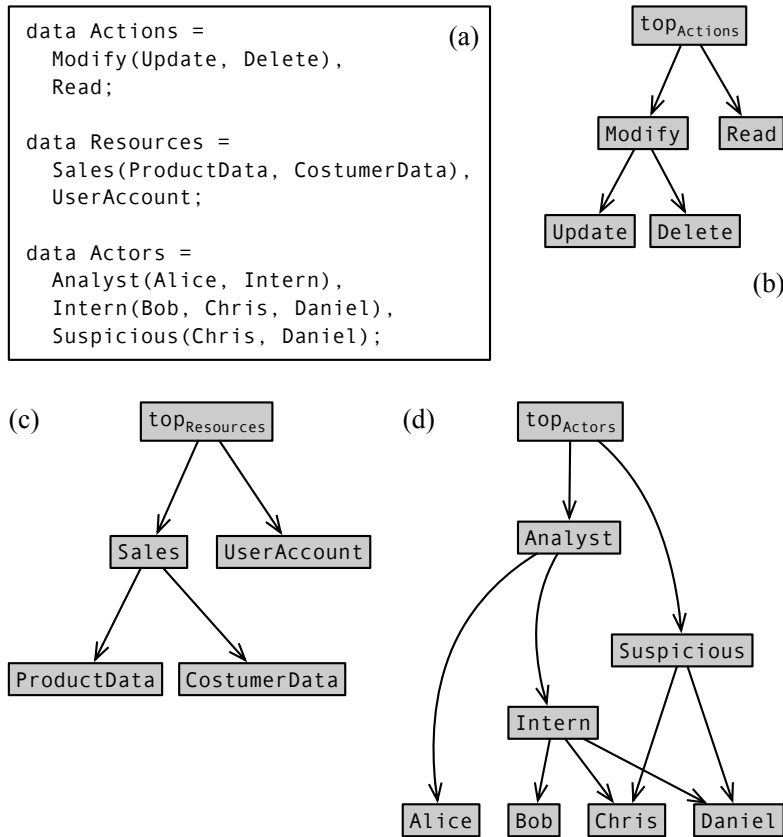 data Actions =
Modify(Update, Delete),
Read;
data Resources =
Sales(ProductData, CostumerData),
UserAccount;
data Actors =
Analyst(Alice, Intern),
Intern(Bob, Chris, Daniel),
Suspicious(Chris, Daniel);
(a)
topActions
Modify
Read
Update
Delete
(b)
(c)
topResources
Sales
UserAccount
ProductData
CostumerData
(d)
topActors
Analyst
Suspicious
Intern
Alice
Bob
Chris
Daniel